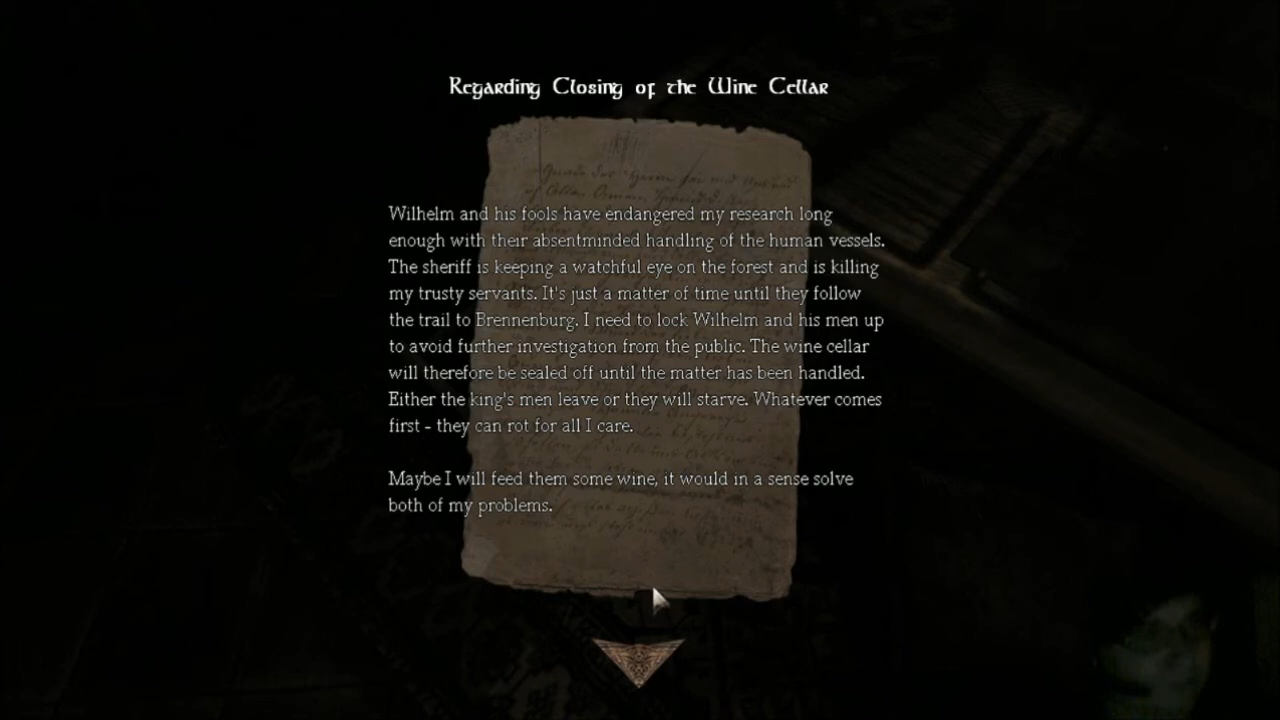 Regarding Closing of the Wine Cellar
Wilhelm and his fools have endangered my research long
enough with their absentminded handling of the human vessels.
The sheriff is keeping a watchful eye on the forest and is killing
my trusty servants. It's just a matter of time until they follow
the trail to Brennenburg. I need to lock Wilhelm and his men up
to avoid further investigation from the public. The wine cellar
will therefore be sealed off until the matter has been handled.
Either the king's men leave or they will starve. Whatever comes
first - they can rot for all I care.
Maybe I will feed them some wine, it would in a sense solve
both of my problems.